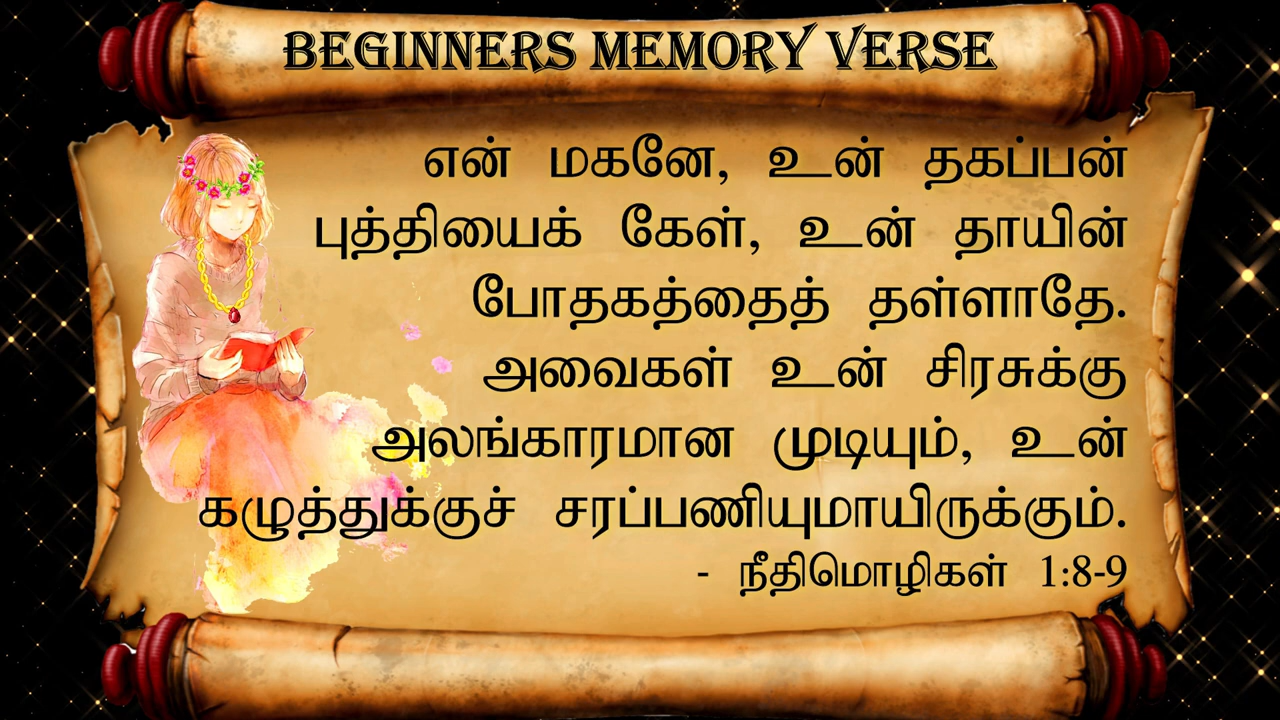 BEGINNERS MEMORY VERSE
என் மகனே, உன் தகப்பன்
புத்தியைக் கேள், உன் தாயின்
போதகத்தைத் தள்ளாதே.
அவைகள் உன் சிரசுக்கு
அலங்காரமான முடியும், உன்
கழுத்துக்குச் சரப்பணியுமாயிருக்கும்.
- நீதிமொழிகள் 1:8-9